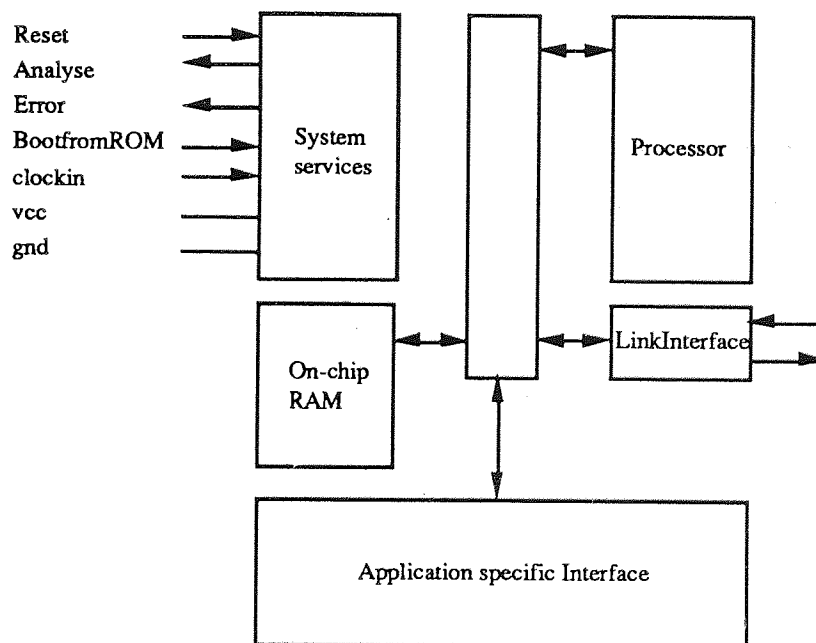 Reset
Analyse
Error
BootfromROM
clockin
vcc
gnd
System
services
Processor
On-chip
RAM
LinkInterface
Application specific Interface